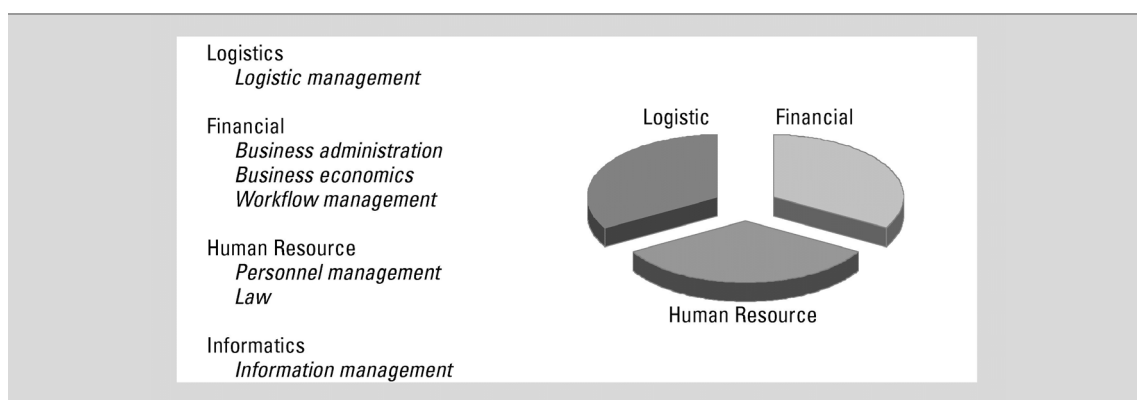 Logistics
Logistic management
Financial
Business administration
Business economics
Workflow management
Human Resource
Personnel management
Law
Informatics
Information management
Logistic
Financial
Human Resource